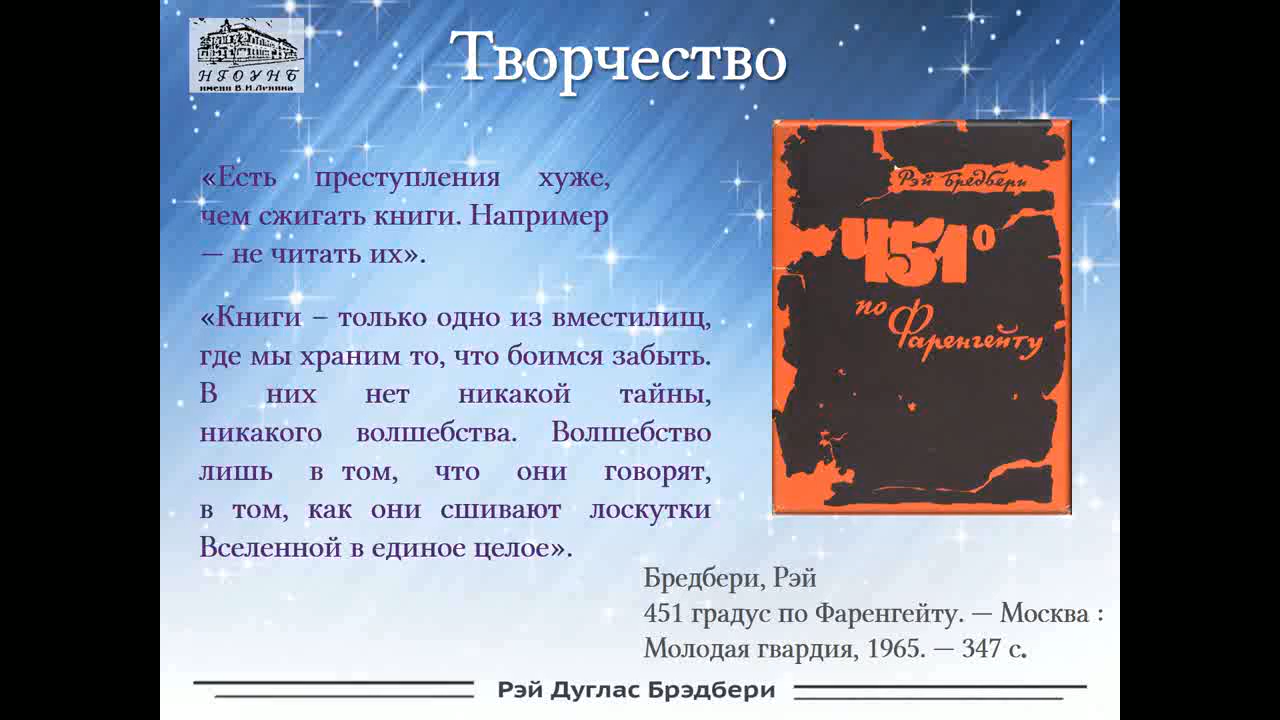 НГОУНБ
имени В.И.Ленина
Творчество
«Есть преступления хуже,
чем сжигать книги. Например
— не читать их».
«Книги – только одно из вместилищ,
где мы храним то, что боимся забыть.
В них нет никакой тайны,
никакого волшебства. Волшебство
лишь в том, что они говорят,
в том, как они сшивают лоскутки
Вселенной в единое целое».
Рэй Бредбери
451°
по
Фаренгейту
Бредбери, Рэй
451 градус по Фаренгейту. — Москва :
Молодая гвардия, 1965. — 347 с.
Рэй Дуглас Брэдбери